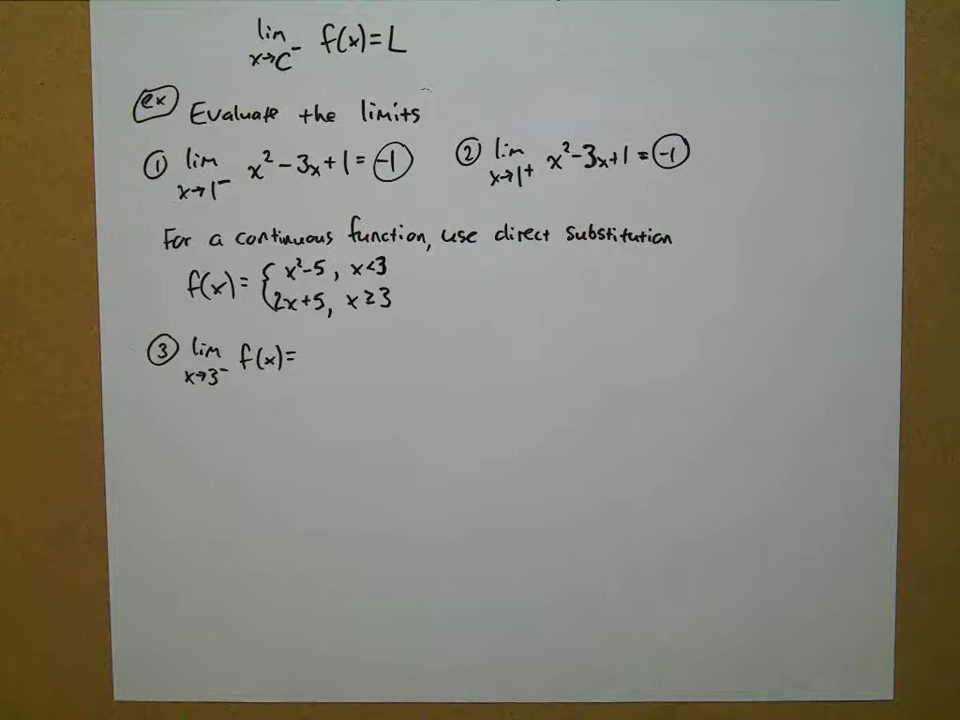 lim f(x)=L
x→c⁻
ex Evaluate the limits
① lim x²-3x+1=-1 ② lim x²-3x+1=-1
x→1⁻ x→1⁺
For a continuous function, use direct substitution
f(x)= { x²-5, x<3
2x+5, x≥3
③ lim f(x)=
x→3⁻